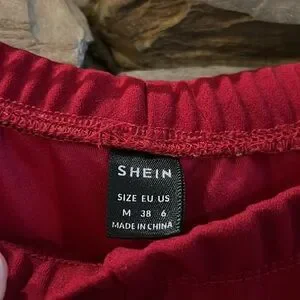 SHEIN
SIZE EU US
M 38 6
MADE IN CHINA